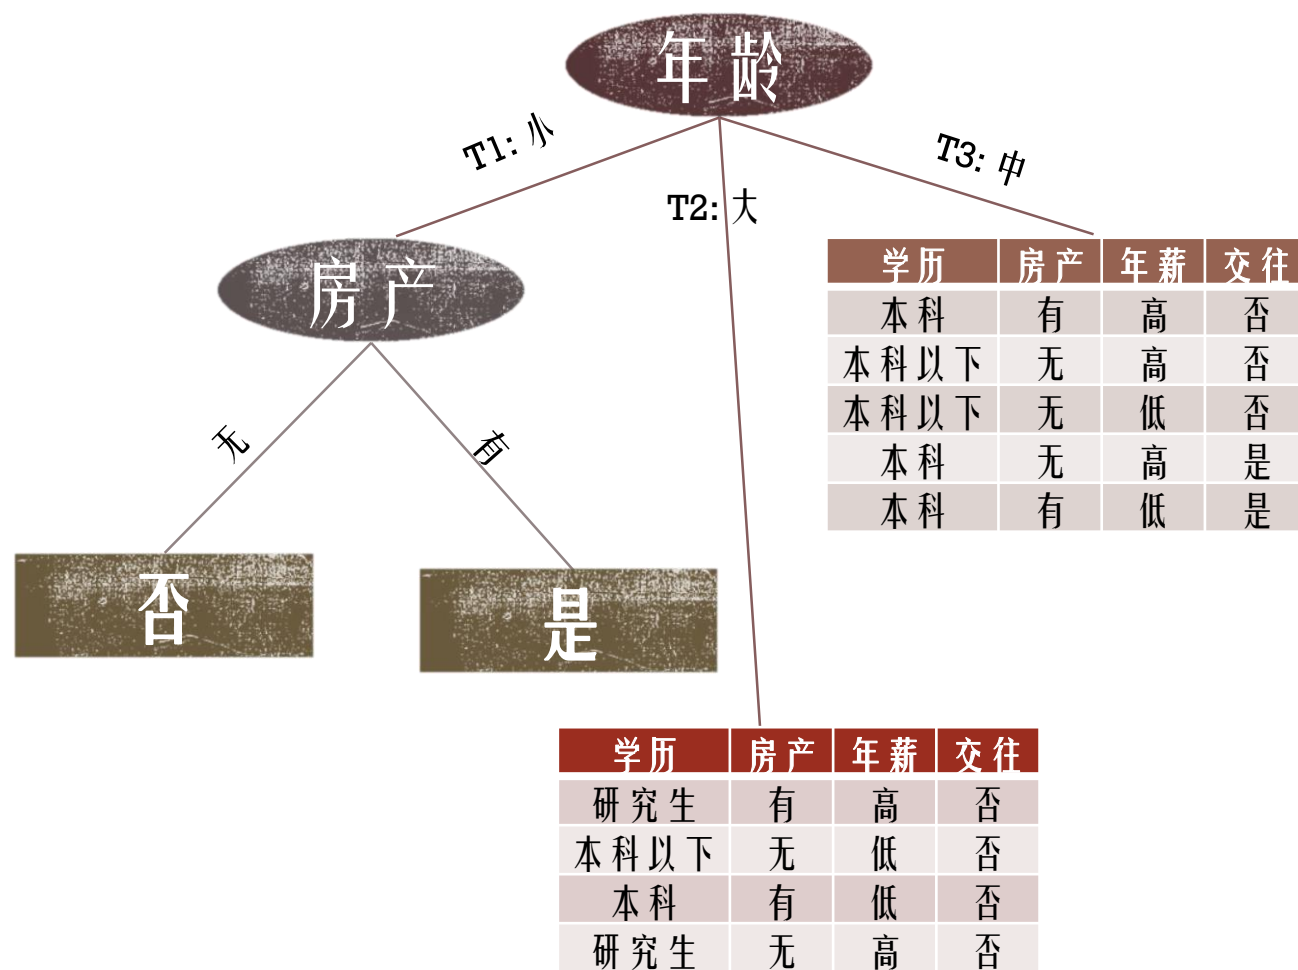 年龄
T1: 小
T2: 大
T3: 中
房产
无
有
否
是
学历 房产 年薪 交往
本科 有 高 否
本科以下 无 高 否
本科以下 无 低 否
本科 无 高 是
本科 有 低 是
学历 房产 年薪 交往
研究生 有 高 否
本科以下 无 低 否
本科 有 低 否
研究生 无 高 否